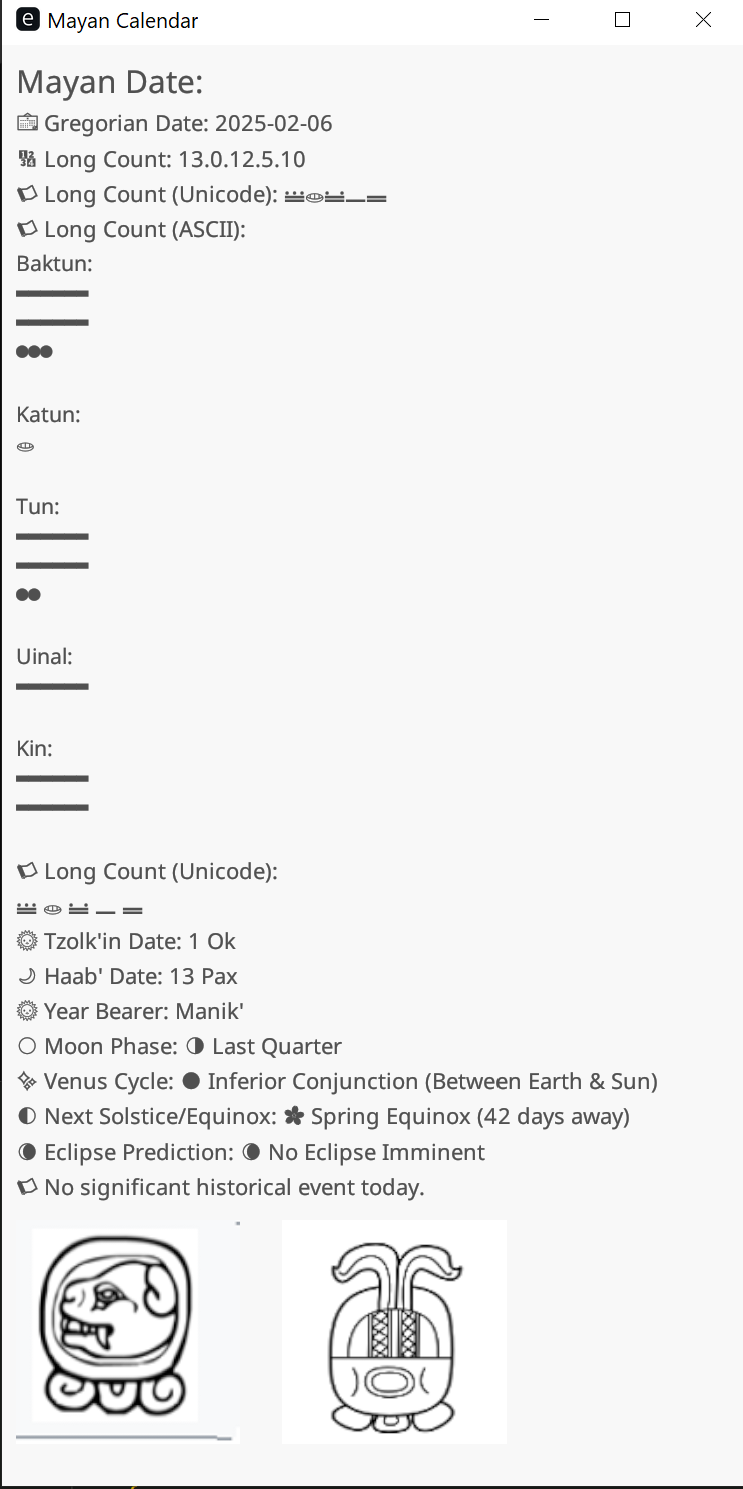 Mayan Calendar
Mayan Date:
Gregorian Date: 2025-02-06
Long Count: 13.0.12.5.10
Long Count (Unicode): 𝋭𝋠𝋬𝋥𝋪
Long Count (ASCII):
Baktun:
▬▬▬▬
▬▬▬▬
●●●
Katun:
𝋠
Tun:
▬▬▬▬
▬▬▬▬
●●
Uinal:
▬▬▬▬
Kin:
▬▬▬▬
▬▬▬▬
Long Count (Unicode):
𝋭 𝋠 𝋬 𝋥 𝋪
Tzolk'in Date: 1 Ok
Haab' Date: 13 Pax
Year Bearer: Manik'
Moon Phase: 🌗 Last Quarter
Venus Cycle: 🌑 Inferior Conjunction (Between Earth & Sun)
Next Solstice/Equinox: 🌸 Spring Equinox (42 days away)
Eclipse Prediction: 🌘 No Eclipse Imminent
No significant historical event today.